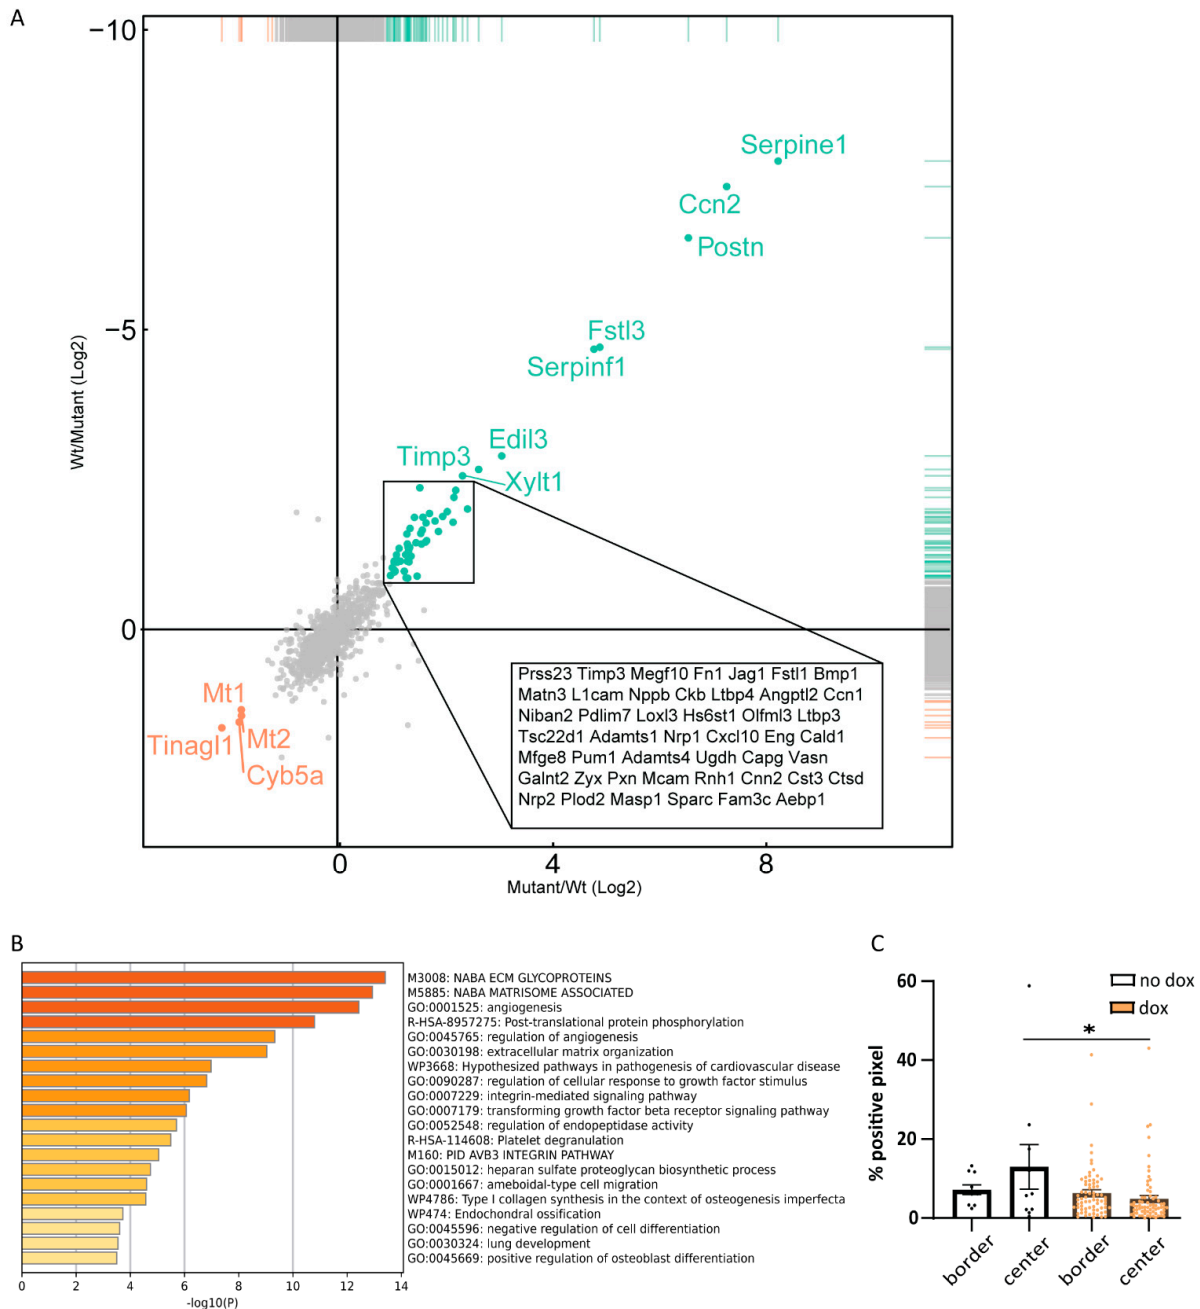 A
−10
Serpine1
Ccn2
Postn
−5
Fstl3
Serpinf1
Edil3
Timp3
Xylt1
Wt/Mutant (Log2)
0
Mt1
Tinagl1
Mt2
Cyb5a
Prss23 Timp3 Megf10 Fn1 Jag1 Fstl1 Bmp1
Matn3 L1cam Nppb Ckb Ltbp4 Angptl2 Ccn1
Niban2 Pdlim7 Loxl3 Hs6st1 Olfml3 Ltbp3
Tsc22d1 Adamts1 Nrp1 Cxcl10 Eng Cald1
Mfge8 Pum1 Adamts4 Ugdh Capg Vasn
Galnt2 Zyx Pxn Mcam Rnh1 Cnn2 Cst3 Ctsd
Nrp2 Plod2 Masp1 Sparc Fam3c Aebp1
0 4 8
Mutant/Wt (Log2)
B
M3008: NABA ECM GLYCOPROTEINS
M5885: NABA MATRISOME ASSOCIATED
GO:0001525: angiogenesis
R-HSA-8957275: Post-translational protein phosphorylation
GO:0045765: regulation of angiogenesis
GO:0030198: extracellular matrix organization
WP3668: Hypothesized pathways in pathogenesis of cardiovascular disease
GO:0090287: regulation of cellular response to growth factor stimulus
GO:0007229: integrin-mediated signaling pathway
GO:0007179: transforming growth factor beta receptor signaling pathway
GO:0052548: regulation of endopeptidase activity
R-HSA-114608: Platelet degranulation
M160: PID AVB3 INTEGRIN PATHWAY
GO:0015012: heparan sulfate proteoglycan biosynthetic process
GO:0001667: ameboidal-type cell migration
WP4786: Type I collagen synthesis in the context of osteogenesis imperfecta
WP474: Endochondral ossification
GO:0045596: negative regulation of cell differentiation
GO:0030324: lung development
GO:0045669: positive regulation of osteoblast differentiation
0 2 4 6 8 10 12 14
-log10(P)
C
no dox
dox
*
% positive pixel
60
40
20
0
border center border center